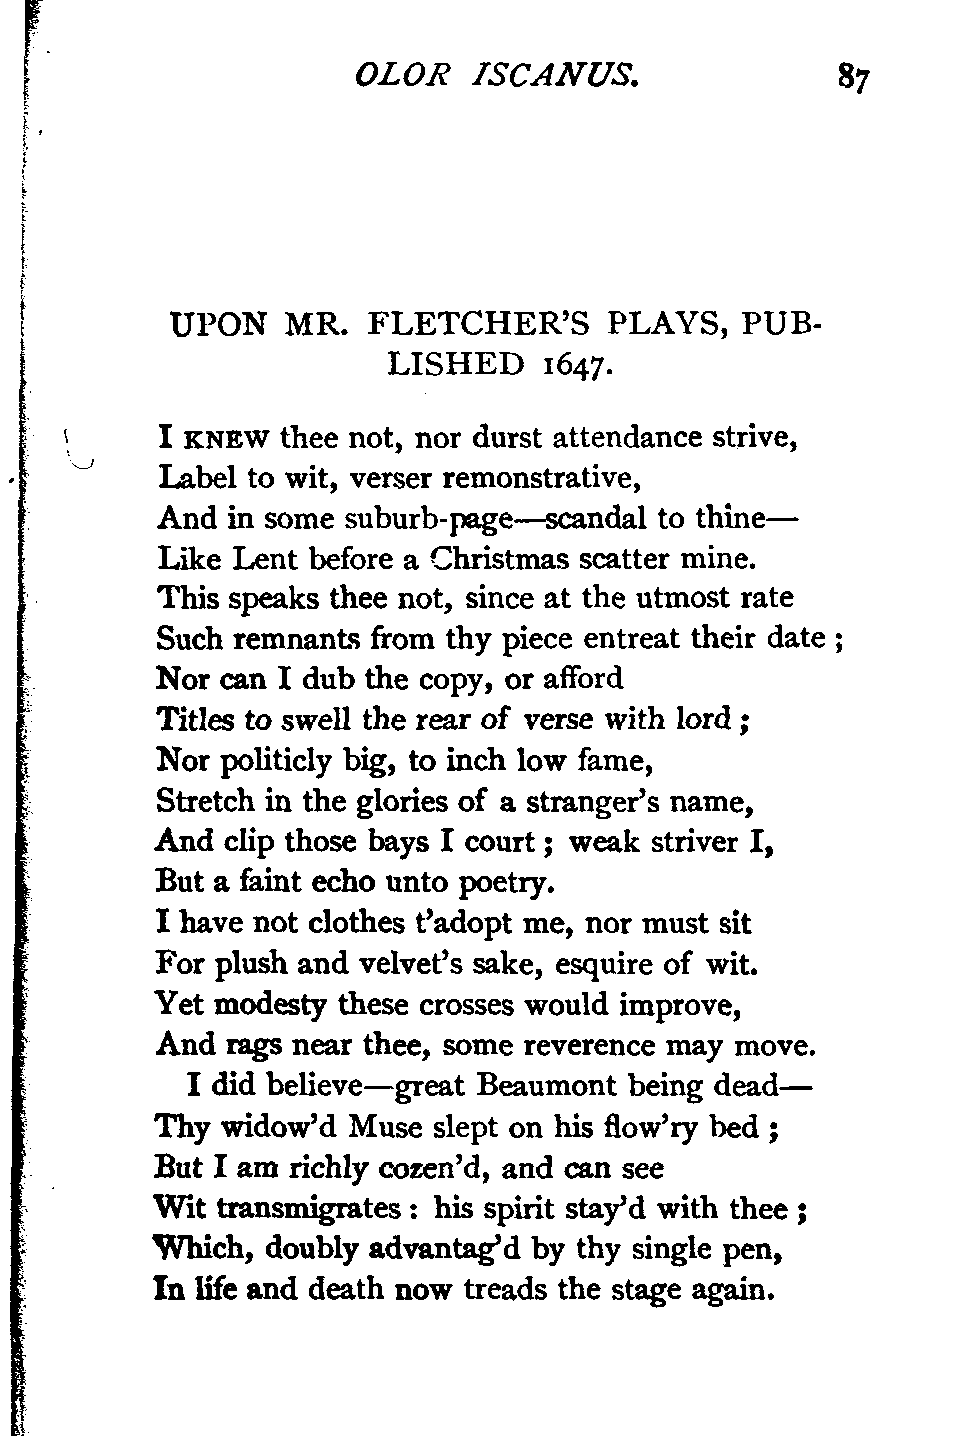 OLOR ISCANUS. 87
UPON MR. FLETCHER'S PLAYS, PUB-
LISHED 1647.
I KNEW thee not, nor durst attendance strive,
Label to wit, verser remonstrative,
And in some suburb-page—scandal to thine—
Like Lent before a Christmas scatter mine.
This speaks thee not, since at the utmost rate
Such remnants from thy piece entreat their date ;
Nor can I dub the copy, or afford
Titles to swell the rear of verse with lord ;
Nor politicly big, to inch low fame,
Stretch in the glories of a stranger's name,
And clip those bays I court ; weak striver I,
But a faint echo unto poetry.
I have not clothes t'adopt me, nor must sit
For plush and velvet's sake, esquire of wit.
Yet modesty these crosses would improve,
And rags near thee, some reverence may move.
I did believe—great Beaumont being dead—
Thy widow'd Muse slept on his flow'ry bed ;
But I am richly cozen'd, and can see
Wit transmigrates : his spirit stay'd with thee ;
Which, doubly advantag'd by thy single pen,
In life and death now treads the stage again.